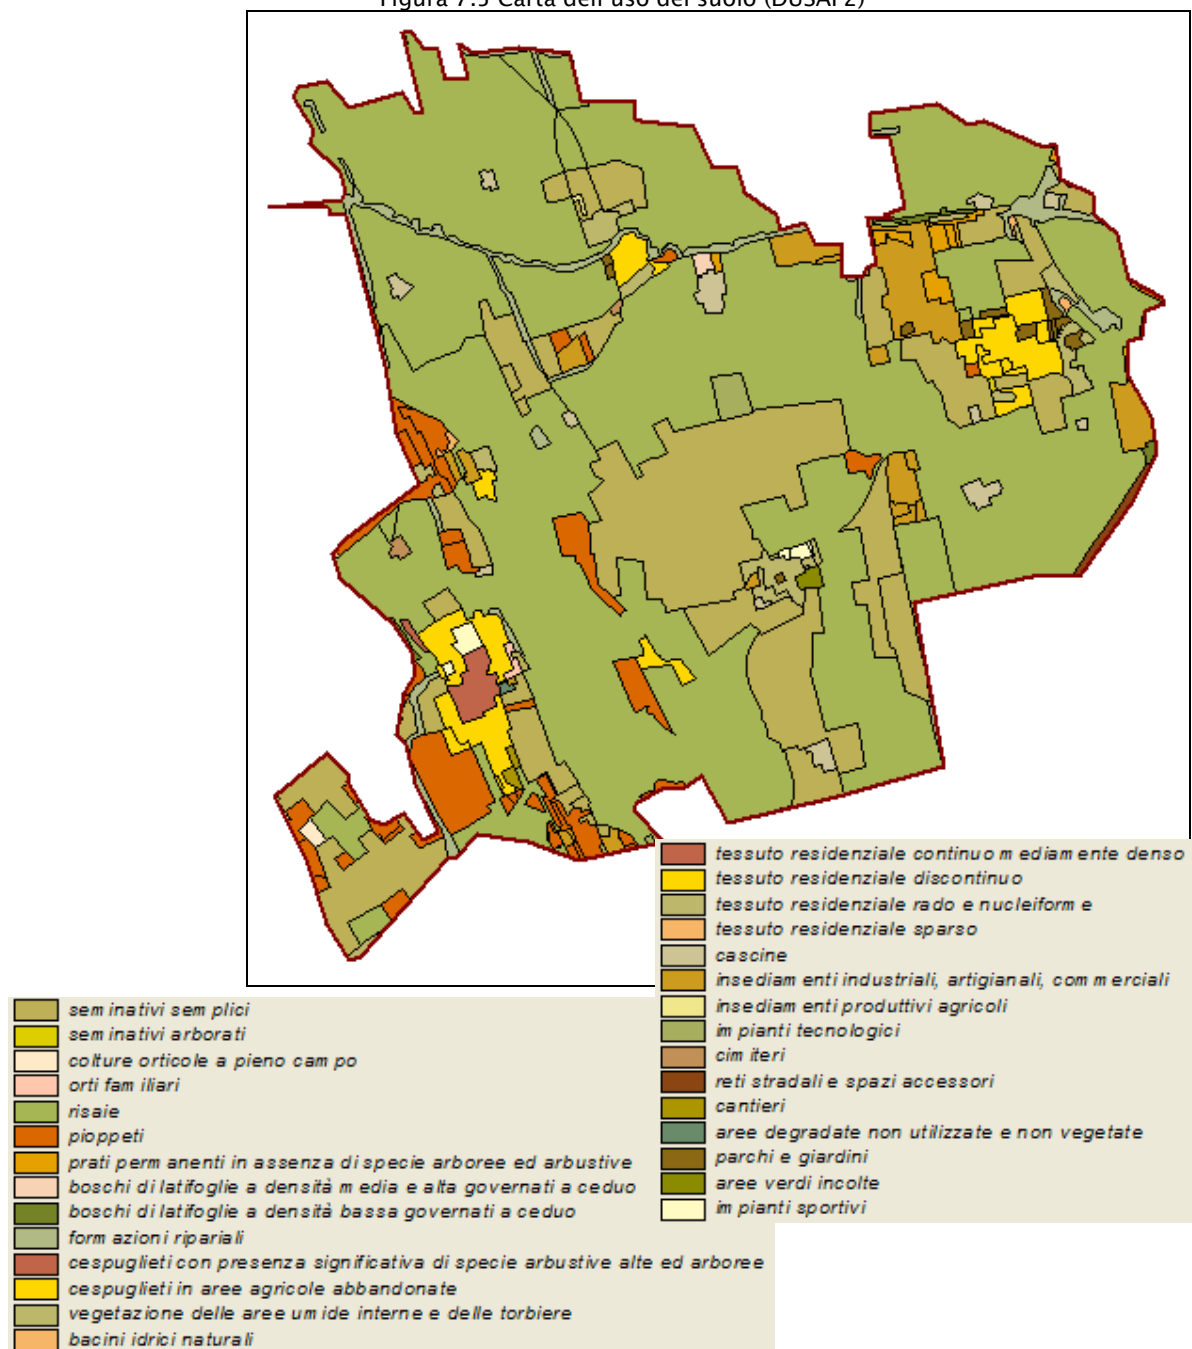 Figura 7.5 Carta dell'uso del suolo (DUSAF2)
tessuto residenziale continuo mediamente denso
tessuto residenziale discontinuo
tessuto residenziale rado e nucleiforme
tessuto residenziale sparso
cascine
insediamenti industriali, artigianali, commerciali
insediamenti produttivi agricoli
impianti tecnologici
cimiteri
reti stradali e spazi accessori
cantieri
aree degradate non utilizzate e non vegetate
parchi e giardini
aree verdi incolte
impianti sportivi
seminativi semplici
seminativi arborati
colture orticole a pieno campo
orti familiari
risaie
pioppeti
prati permanenti in assenza di specie arboree ed arbustive
boschi di latifoglie a densità media e alta governati a ceduo
boschi di latifoglie a densità bassa governati a ceduo
formazioni ripariali
cespuglieti con presenza significativa di specie arbustive alte ed arboree
cespuglieti in aree agricole abbandonate
vegetazione delle aree umide interne e delle torbiere
bacini idrici naturali